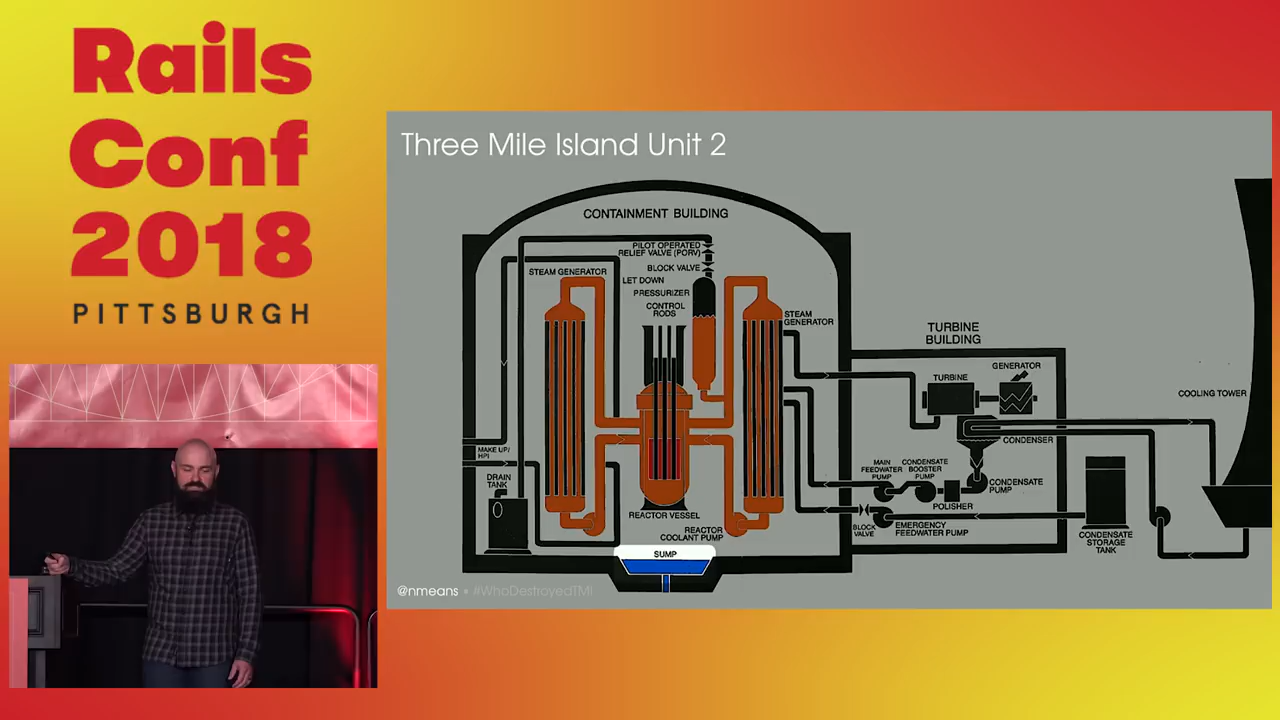 Rails
Conf
2018
PITTSBURGH
Three Mile Island Unit 2
CONTAINMENT BUILDING
PILOT OPERATED
RELIEF VALVE (PORV)
BLOCK VALVE
STEAM GENERATOR
LET DOWN
PRESSURIZER
CONTROL
RODS
STEAM
GENERATOR
TURBINE
BUILDING
GENERATOR
TURBINE
COOLING TOWER
CONDENSER
MAKE UP/
HPI
MAIN
FEEDWATER
PUMP
CONDENSATE
BOOSTER
PUMP
CONDENSATE
PUMP
DRAIN
TANK
POLISHER
REACTOR VESSEL
REACTOR
COOLANT PUMP
BLOCK
VALVE
EMERGENCY
FEEDWATER PUMP
CONDENSATE
STORAGE
TANK
SUMP
@nmeans • #WhoDestroyedTMI